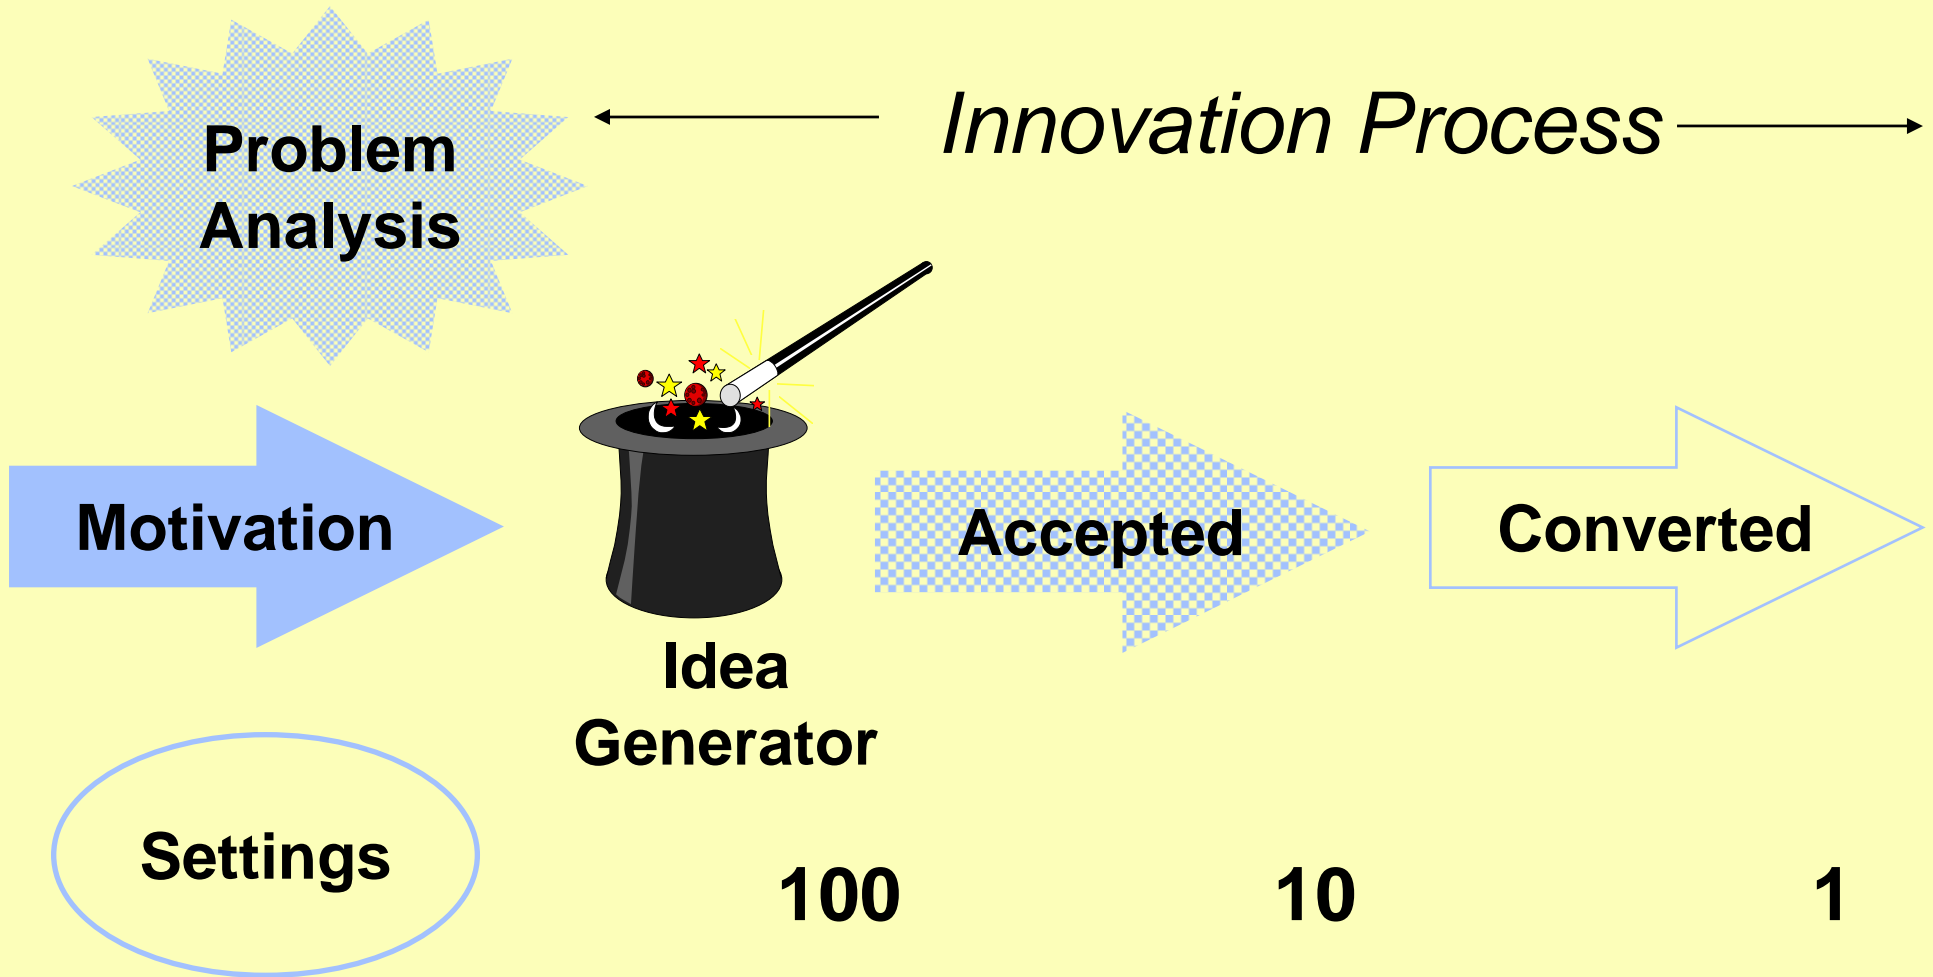 Problem
Analysis
Innovation Process
Motivation
Idea
Generator
Accepted
Converted
Settings
100
10
1